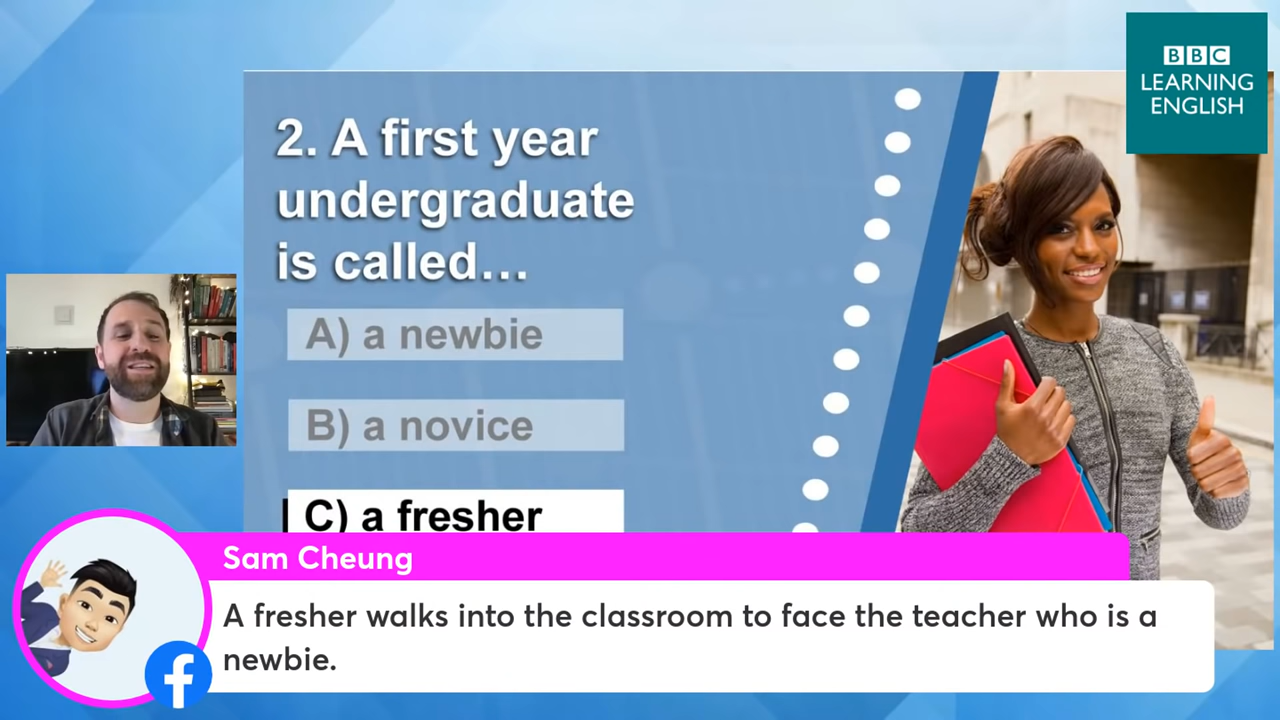 BBC
LEARNING
ENGLISH
2. A first year
undergraduate
is called...
A) a newbie
B) a novice
C) a fresher
Sam Cheung
A fresher walks into the classroom to face the teacher who is a
newbie.